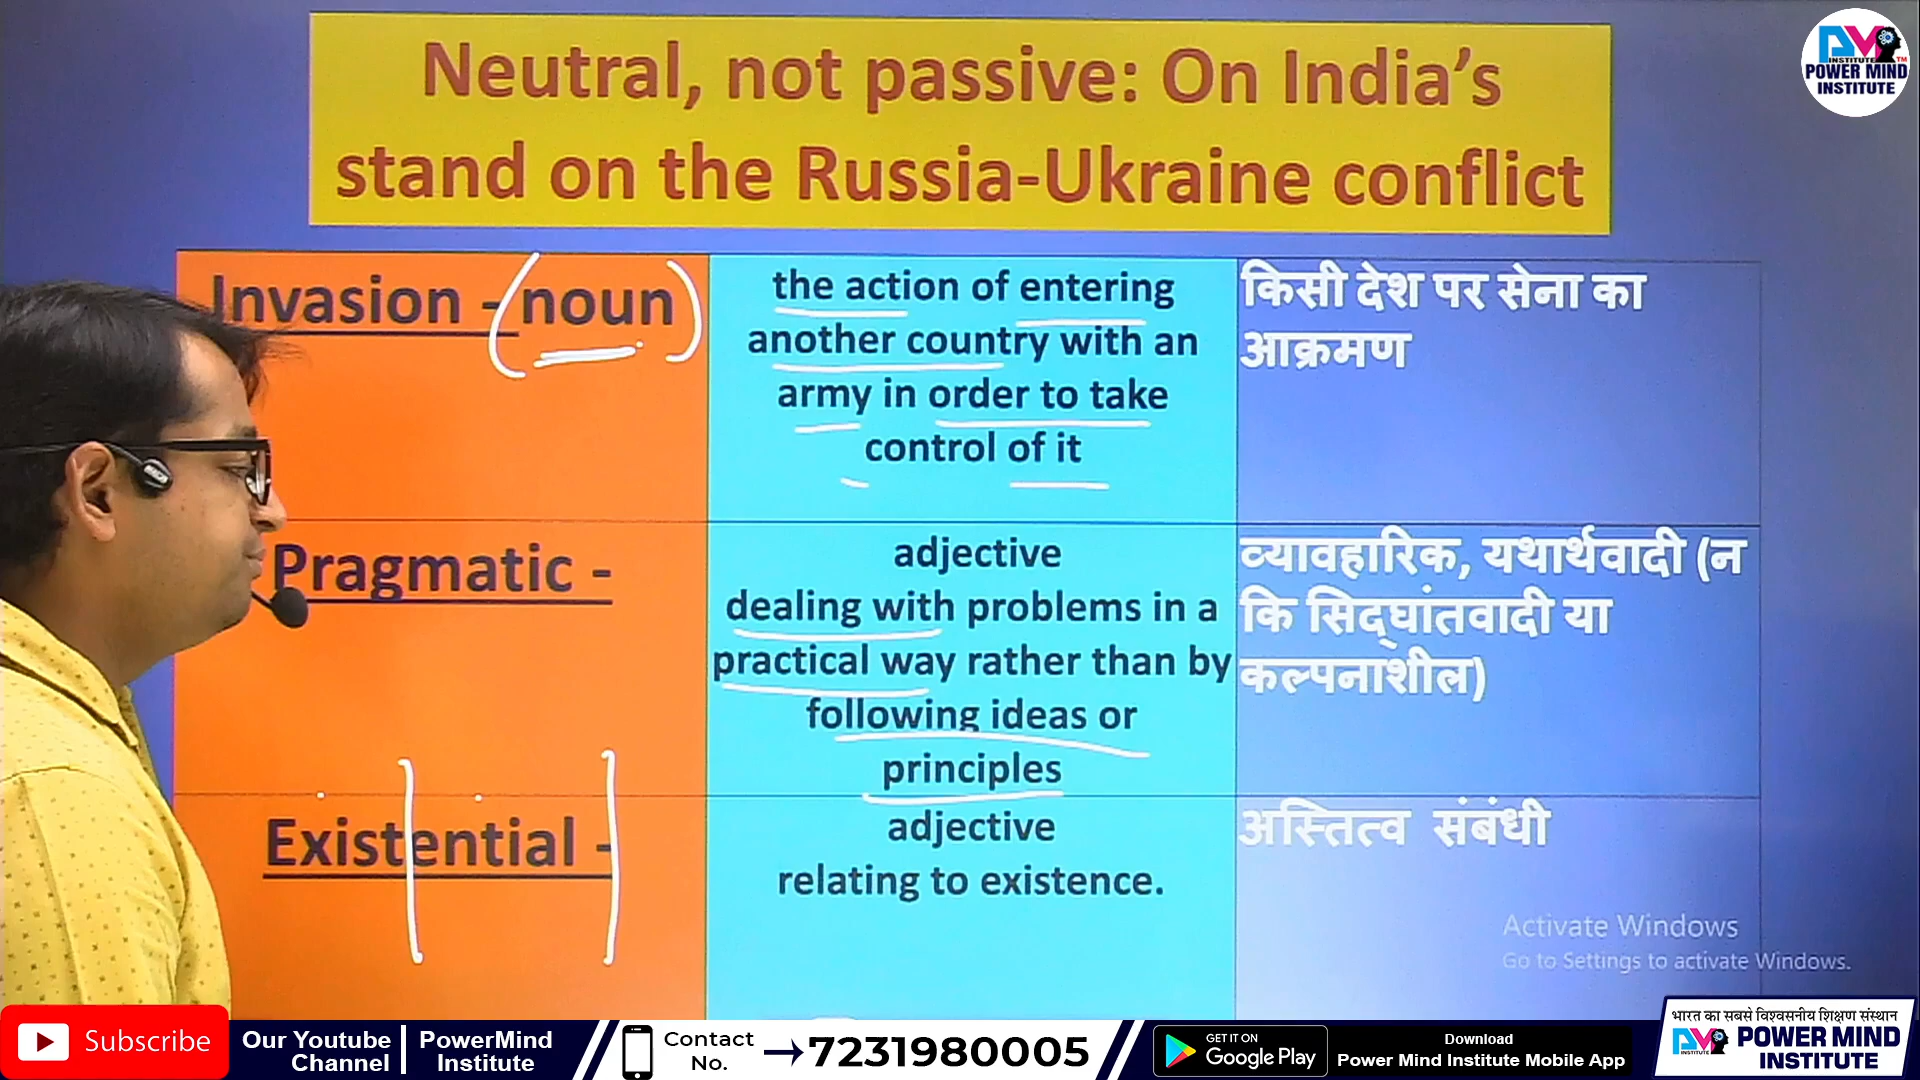 Neutral, not passive: On India's
stand on the Russia-Ukraine conflict
POWER MIND
INSTITUTE
Invasion - (noun)
the action of entering
another country with an
army in order to take
control of it
किसी देश पर सेना का
आक्रमण
Pragmatic -
adjective
dealing with problems in a
practical way rather than by
following ideas or
principles
व्यावहारिक, यथार्थवादी (न
कि सिद्घांतवादी या
कल्पनाशील)
Existential -
adjective
relating to existence.
अस्तित्व संबंधी
Activate Windows
Go to Settings to activate Windows.
Subscribe
Our Youtube
Channel
PowerMind
Institute
Contact
No.
7231980005
GET IT ON
Google Play
Download
Power Mind Institute Mobile App
भारत का सबसे विश्वसनीय शिक्षण संस्थान
POWER MIND
INSTITUTE